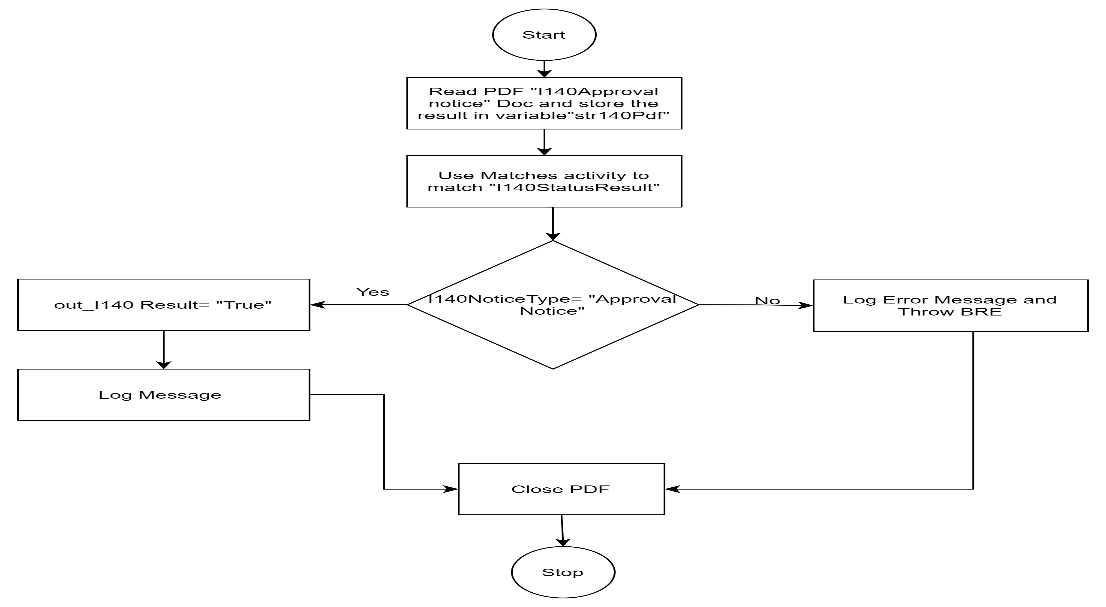 Start
Read PDF "I140Approval
notice" Doc and store the
result in variable"str140Pdf"
Use Matches activity to
match "I140StatusResult"
I140NoticeType= "Approval
Notice"
Yes
No
out_I140 Result= "True"
Log Error Message and
Throw BRE
Log Message
Close PDF
Stop